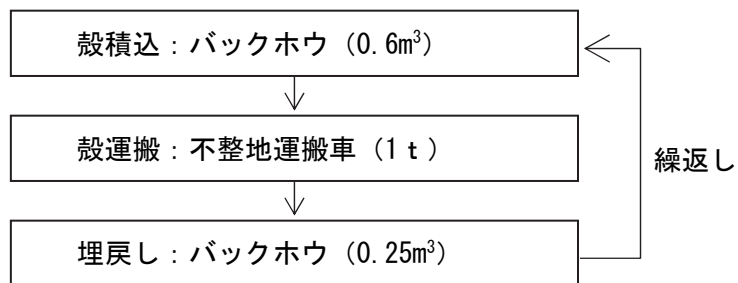 殻積込：バックホウ（0.6m³）
殻運搬：不整地運搬車（1ｔ）
繰返し
埋戻し：バックホウ（0.25m³）